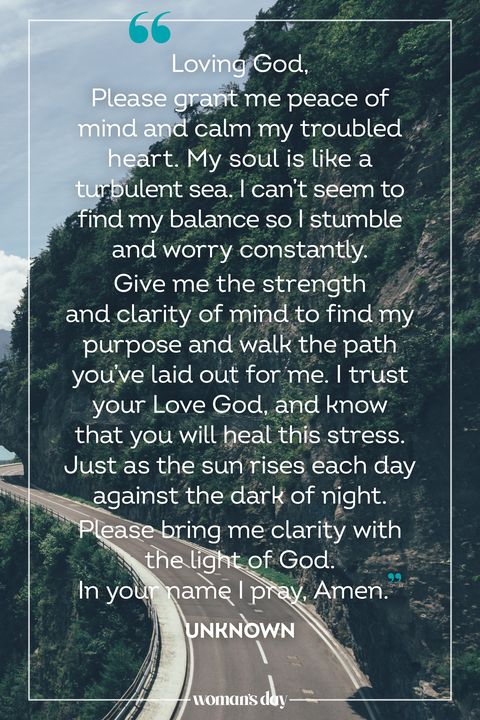 “
Loving God,
Please grant me peace of
mind and calm my troubled
heart. My soul is like a
turbulent sea. I can't seem to
find my balance so I stumble
and worry constantly.
Give me the strength
and clarity of mind to find my
purpose and walk the path
you've laid out for me. I trust
your Love God, and know
that you will heal this stress.
Just as the sun rises each day
against the dark of night.
Please bring me clarity with
the light of God.
In your name I pray, Amen.”
UNKNOWN
woman's day